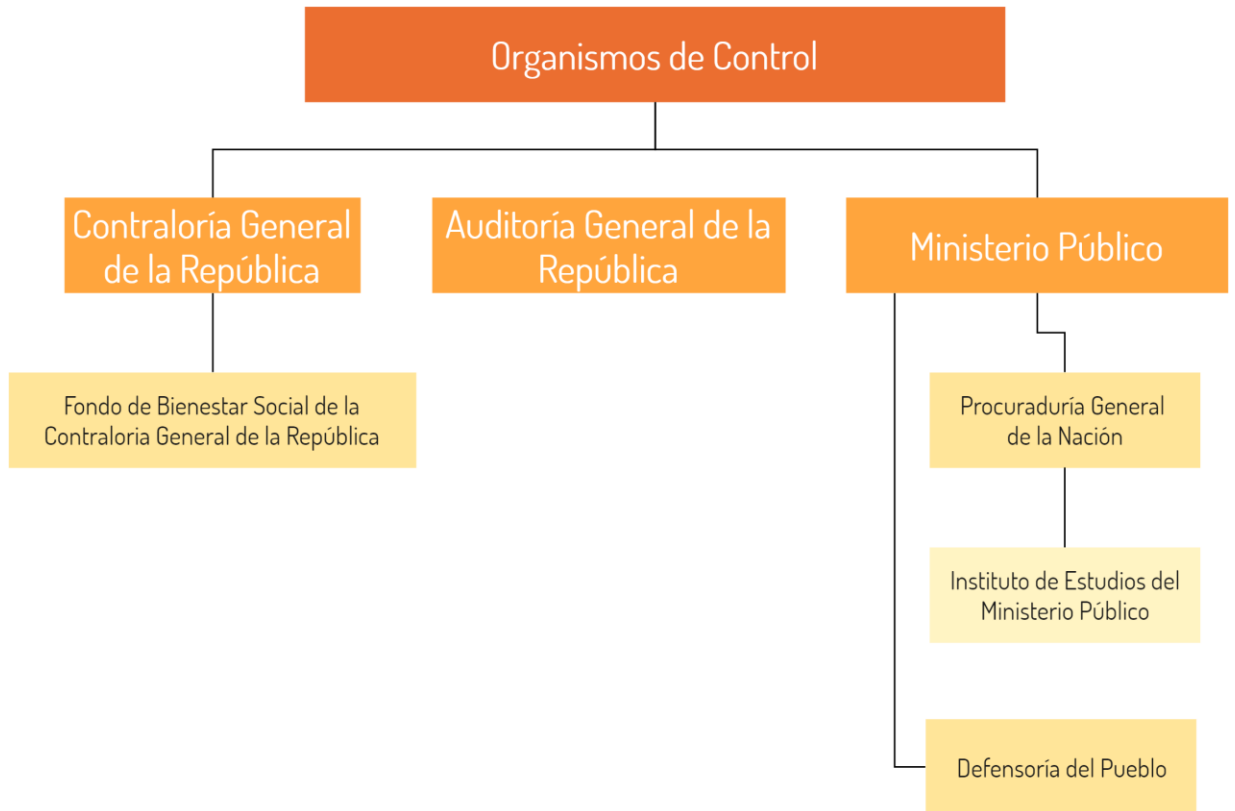 Organismos de Control
Contraloría General
de la República
Auditoría General de la
República
Ministerio Público
Fondo de Bienestar Social de la
Contraloria General de la República
Procuraduría General
de la Nación
Instituto de Estudios del
Ministerio Público
Defensoría del Pueblo